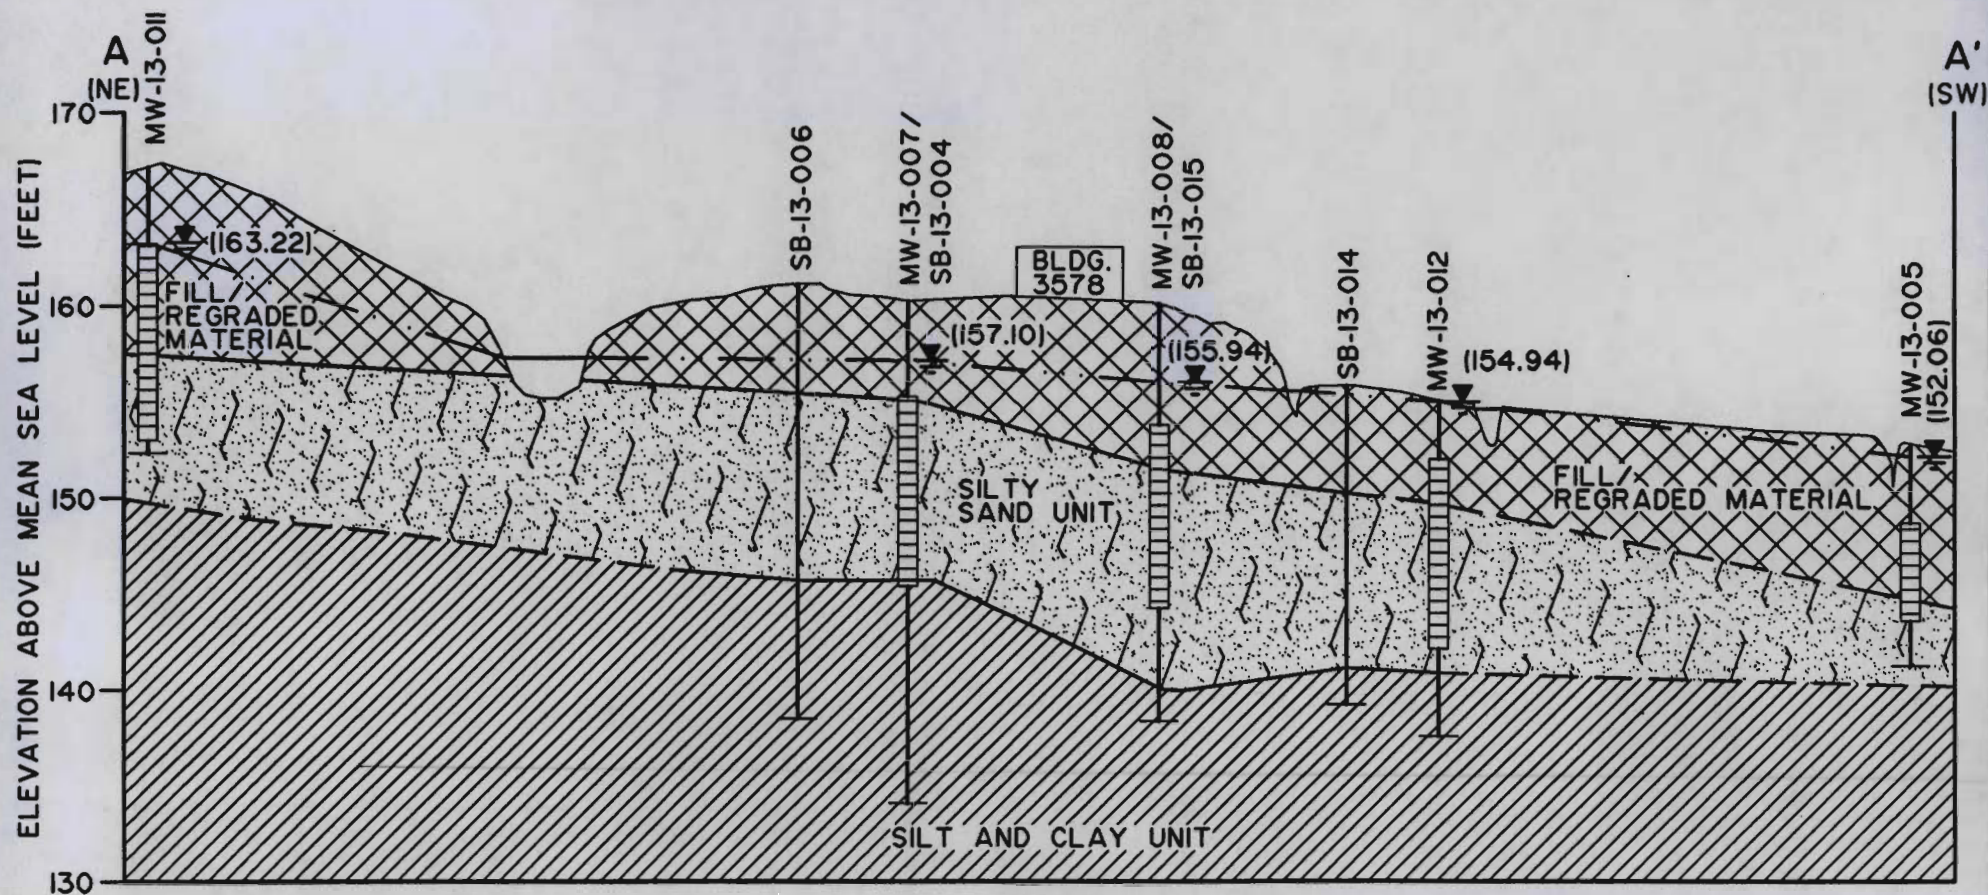 A
(NE)
MW-13-011
A'
(SW)
170
160
150
140
130
ELEVATION ABOVE MEAN SEA LEVEL (FEET)
(163.22)
FILL/
REGRADED
MATERIAL
SB-13-006
MW-13-007/
SB-13-004
(157.10)
BLDG.
3578
MW-13-008/
SB-13-015
(155.94)
SB-13-014
MW-13-012
(154.94)
MW-13-005
(152.06)
SILTY
SAND UNIT
FILL/
REGRADED MATERIAL
SILT AND CLAY UNIT